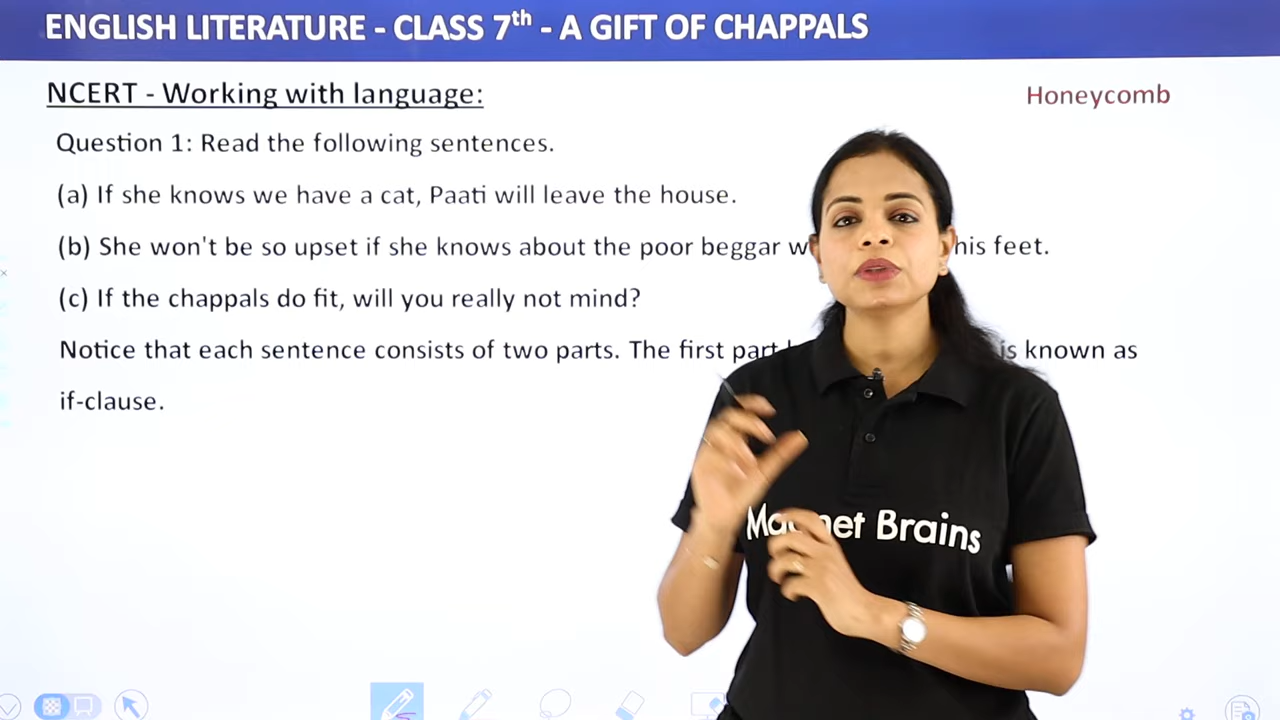 ENGLISH LITERATURE - CLASS 7th - A GIFT OF CHAPPALS
NCERT - Working with language:
Honeycomb
Question 1: Read the following sentences.
(a) If she knows we have a cat, Paati will leave the house.
(b) She won't be so upset if she knows about the poor beggar his feet.
(c) If the chappals do fit, will you really not mind?
Notice that each sentence consists of two parts. The first part is known as
if-clause.
Magnet Brains